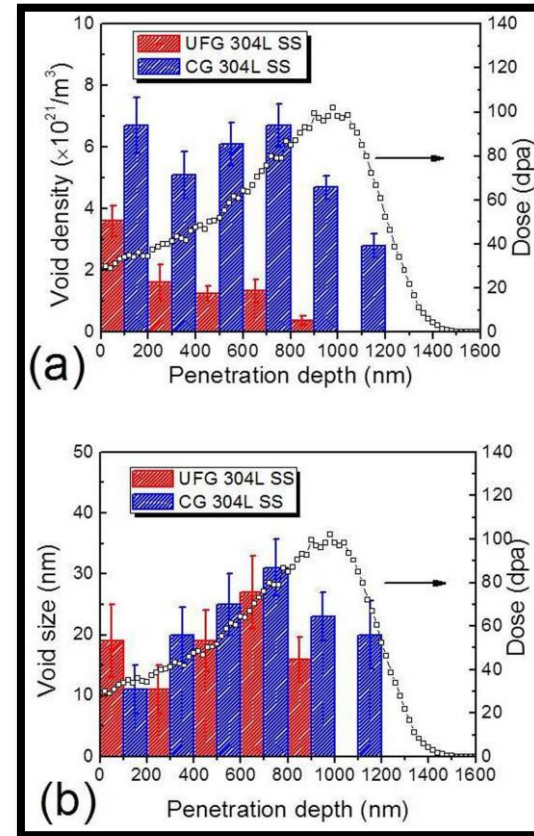 UFG 304L SS
CG 304L SS
10
8
6
4
2
0
Void density (×10²¹/m³)
140
120
100
80
60
40
20
0
Dose (dpa)
0 200 400 600 800 1000 1200 1400 1600
Penetration depth (nm)
(a)
UFG 304L SS
CG 304L SS
50
40
30
20
10
0
Void size (nm)
140
120
100
80
60
40
20
0
Dose (dpa)
0 200 400 600 800 1000 1200 1400 1600
Penetration depth (nm)
(b)